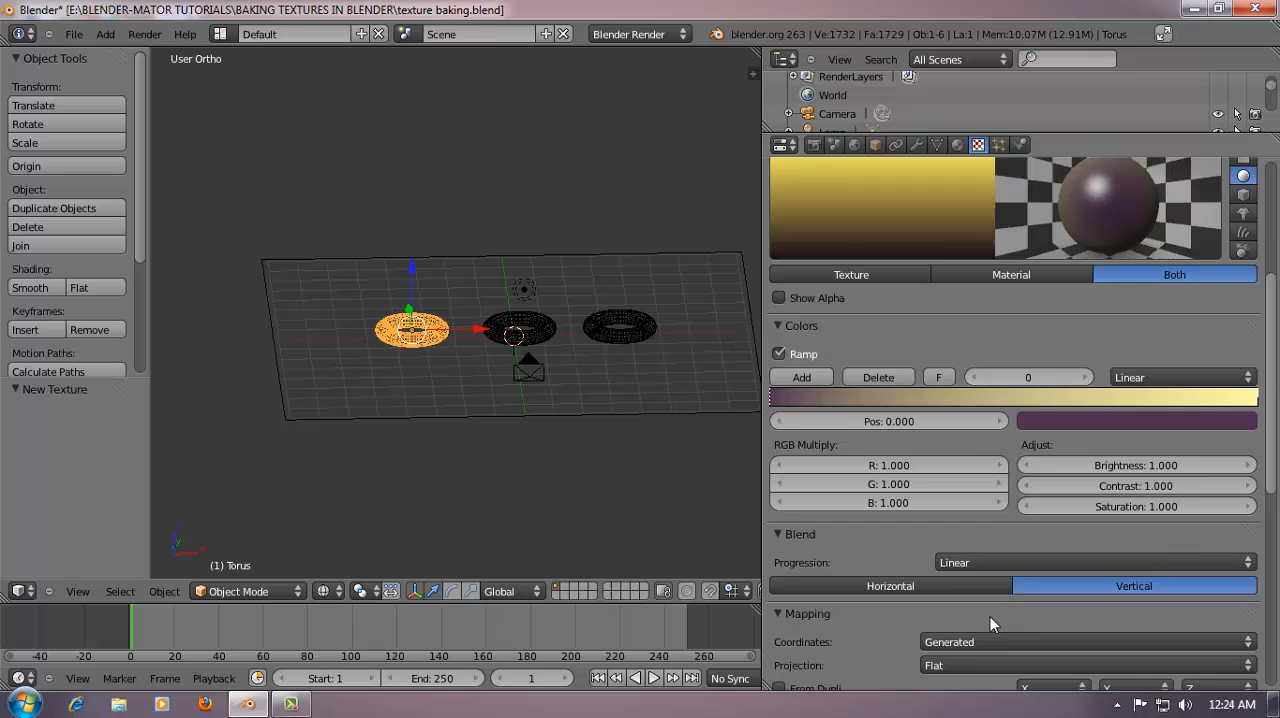 Blender* [E:\BLENDER-MATOR TUTORIALS\BAKING TEXTURES IN BLENDER\texture baking.blend]
File Add Render Help Default Scene Blender Render blender.org 263 | Ve:1732 | Fa:1729 | Ob:1-6 | La:1 | Mem:10.07M (12.91M) | Torus
Object Tools
Transform:
Translate
Rotate
Scale
Origin
Object:
Duplicate Objects
Delete
Join
Shading:
Smooth Flat
Keyframes:
Insert Remove
Motion Paths:
Calculate Paths
New Texture
User Ortho
(1) Torus
View Select Object Object Mode Global
-40 -20 0 20 40 60 80 100 120 140 160 180 200 220 240 260
View Marker Frame Playback Start: 1 End: 250 1 No Sync
View Search All Scenes
RenderLayers
World
Camera
Texture Material Both
Show Alpha
Colors
Ramp
Add Delete F 0 Linear
Pos: 0.000
RGB Multiply: Adjust:
R: 1.000 Brightness: 1.000
G: 1.000 Contrast: 1.000
B: 1.000 Saturation: 1.000
Blend
Progression: Linear
Horizontal Vertical
Mapping
Coordinates: Generated
Projection: Flat
From Dupli X Y Z
12:24 AM